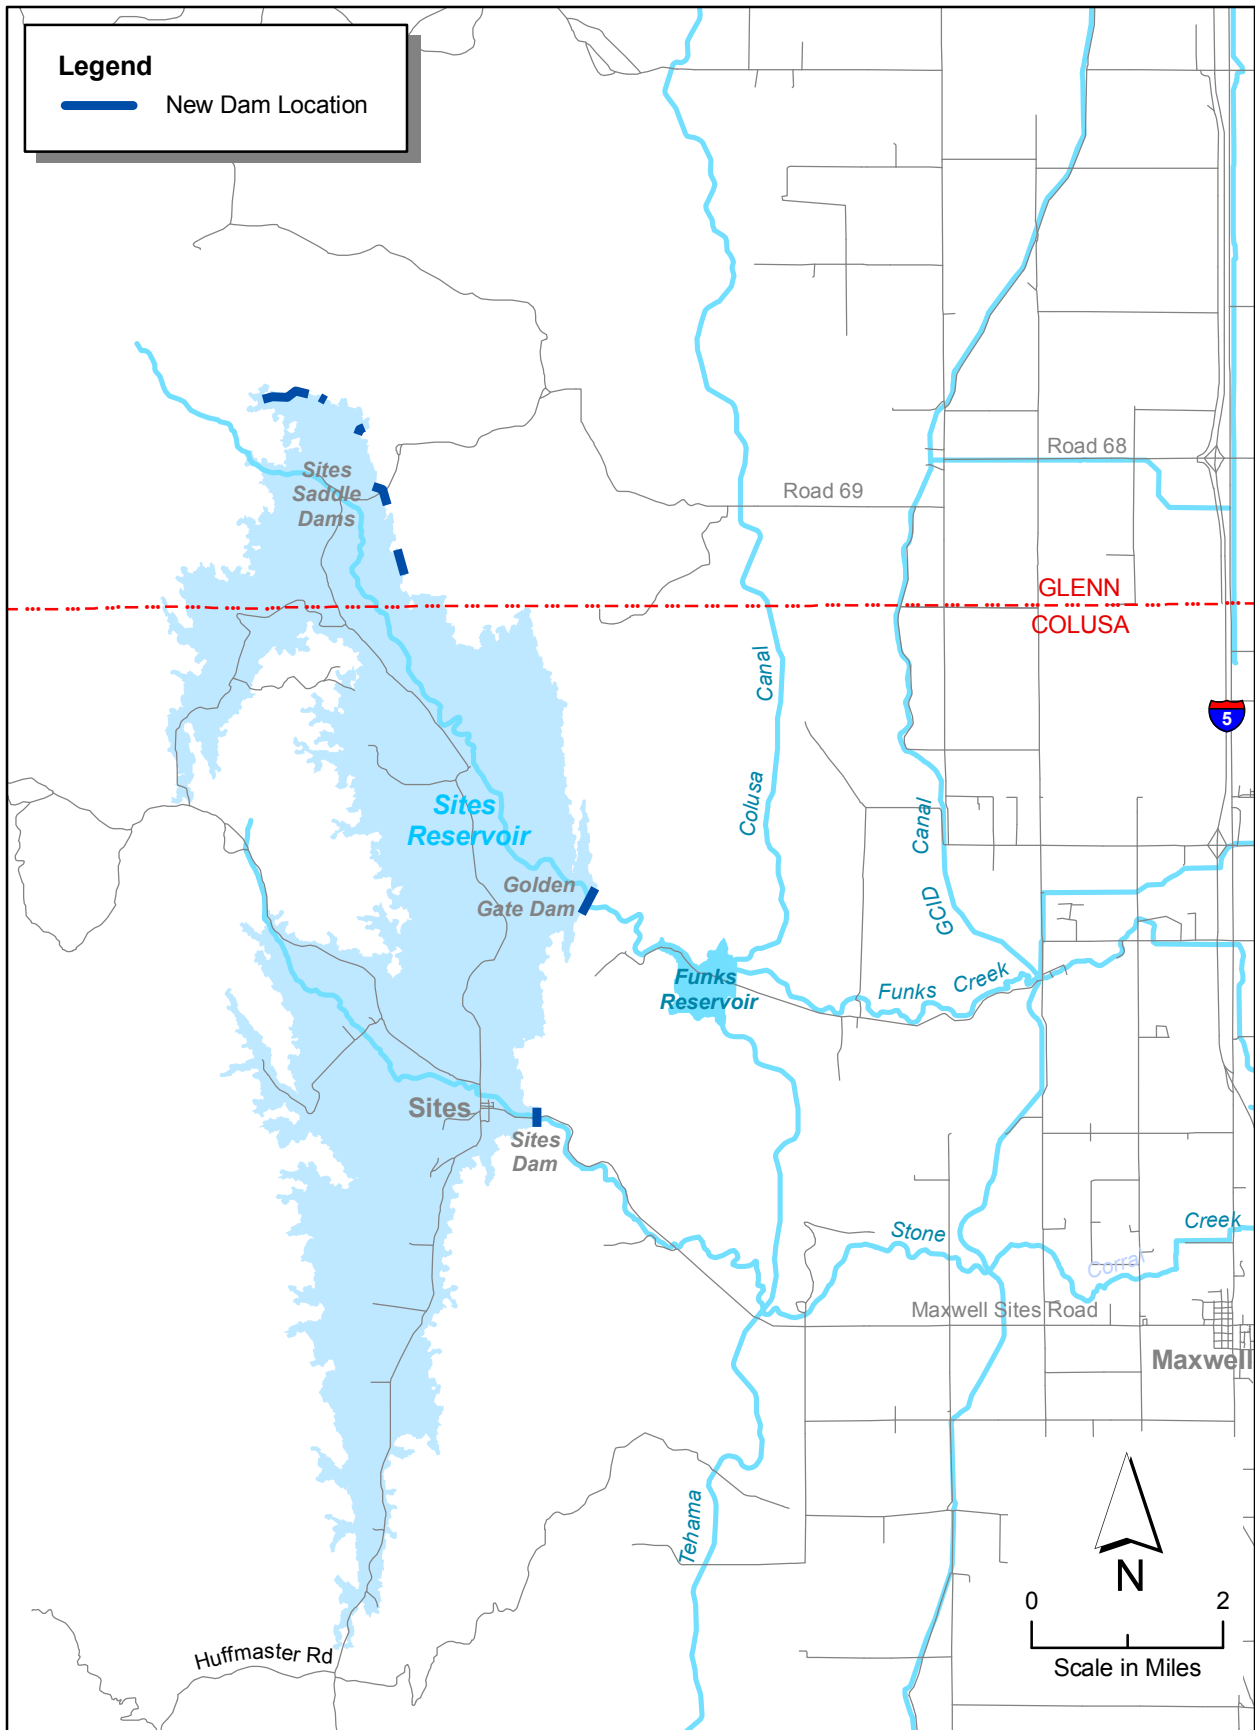 Legend
New Dam Location
Road 68
Sites
Saddle
Dams
Road 69
GLENN
COLUSA
Canal
5
Colusa
Sites
Reservoir
Canal
Golden
Gate Dam
GCID
Funks
Reservoir
Funks
Creek
Sites
Sites
Dam
Stone
Creek
Corral
Maxwell Sites Road
Maxwell
Tehama
N
0
2
Scale in Miles
Huffmaster Rd